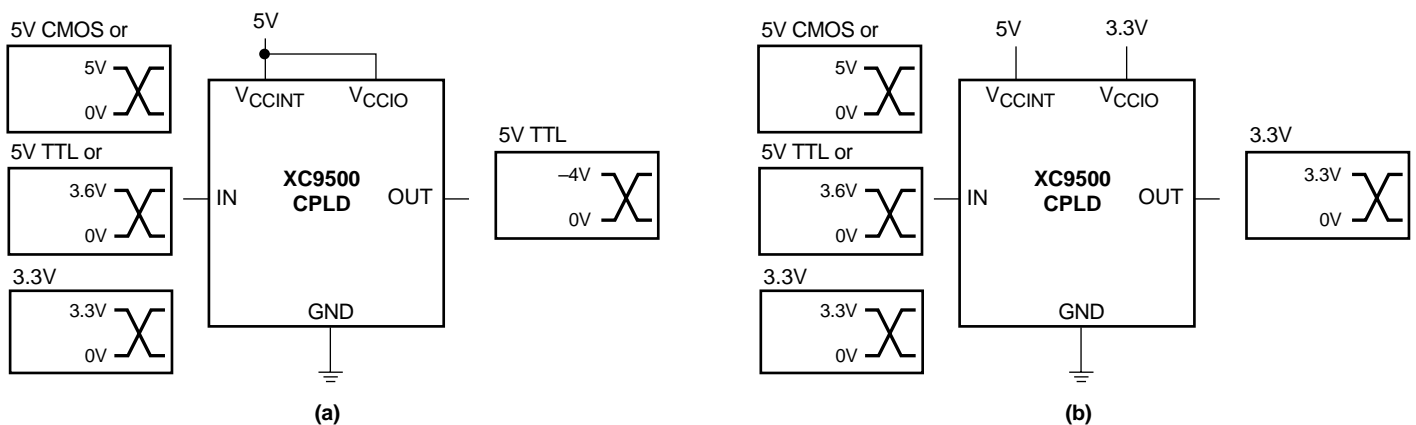 5V CMOS or
5V
0V
5V TTL or
3.6V
0V
3.3V
3.3V
0V
5V
VCCINT VCCIO
XC9500
CPLD
IN OUT
GND
5V TTL
–4V
0V
(a)
5V CMOS or
5V
0V
5V TTL or
3.6V
0V
3.3V
3.3V
0V
5V 3.3V
VCCINT VCCIO
XC9500
CPLD
IN OUT
GND
3.3V
3.3V
0V
(b)